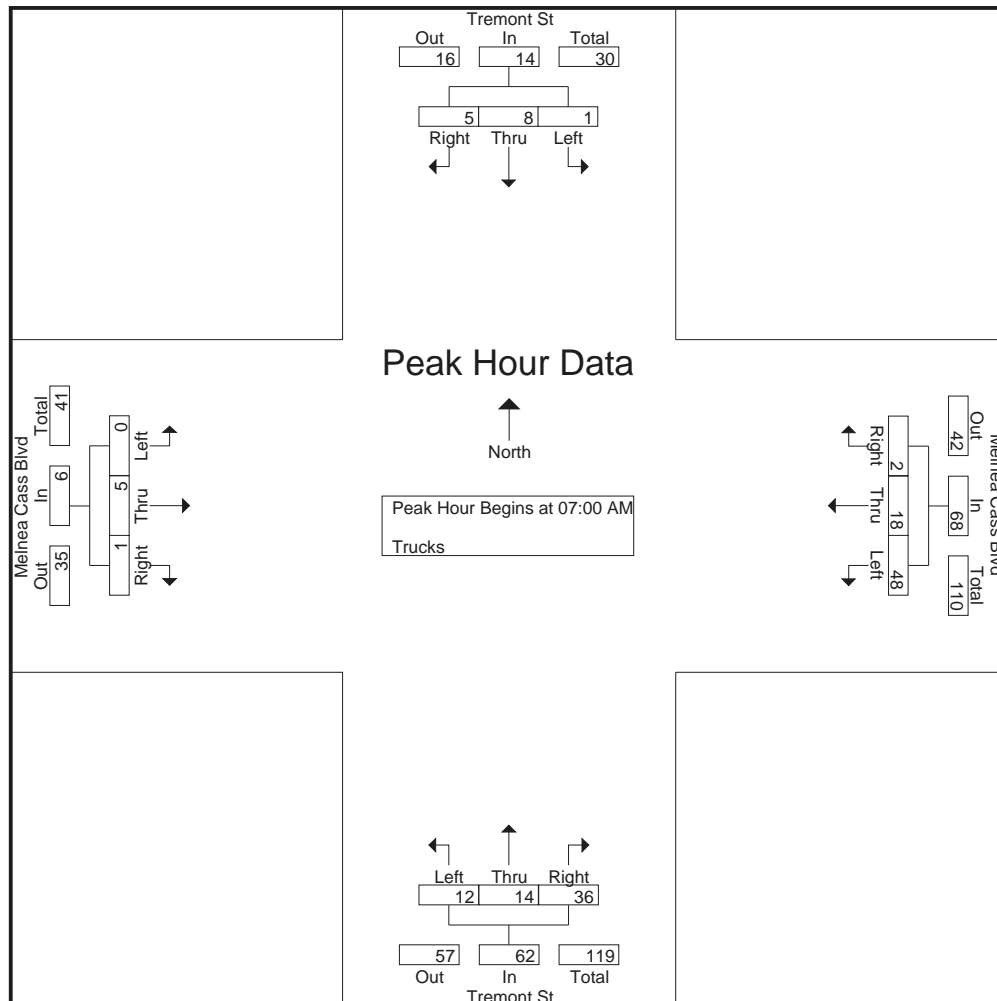 Tremont St
Out In Total
16 14 30
5 8 1
Right Thru Left
Peak Hour Data
North
Peak Hour Begins at 07:00 AM
Trucks
Melnea Cass Blvd
Out In Total
35 6 41
Left Thru Right
0 5 1
Melnea Cass Blvd
Out In Total
42 68 110
Right Thru Left
2 18 48
Left Thru Right
12 14 36
57 62 119
Out In Total
Tremont St